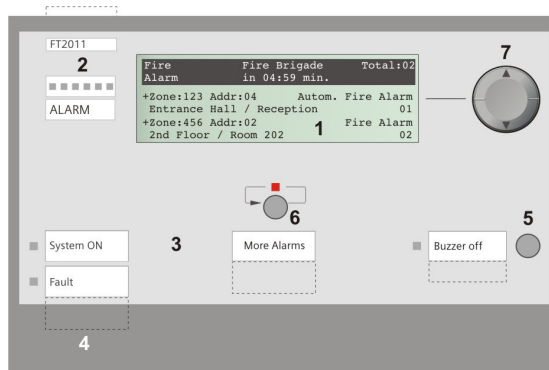 FT2011
2
ALARM
Fire Fire Brigade Total:02
Alarm in 04:59 min.
+Zone:123 Addr:04 Autom. Fire Alarm
Entrance Hall / Reception 01
+Zone:456 Addr:02 Fire Alarm
2nd Floor / Room 202 02
1
7
6
5
System ON
3
More Alarms
Buzzer off
Fault
4